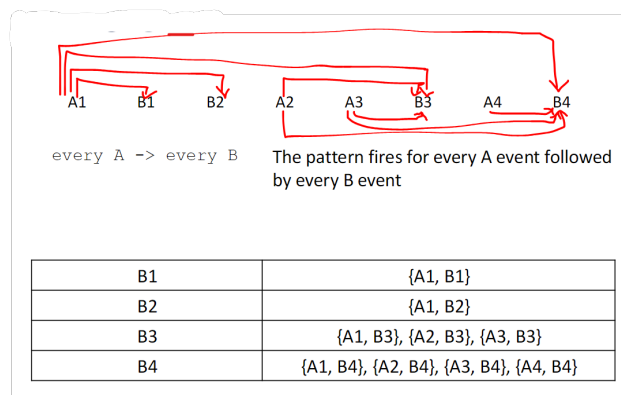 A1 B1 B2 A2 A3 B3 A4 B4
every A -> every B
The pattern fires for every A event followed
by every B event
B1 {A1, B1}
B2 {A1, B2}
B3 {A1, B3}, {A2, B3}, {A3, B3}
B4 {A1, B4}, {A2, B4}, {A3, B4}, {A4, B4}